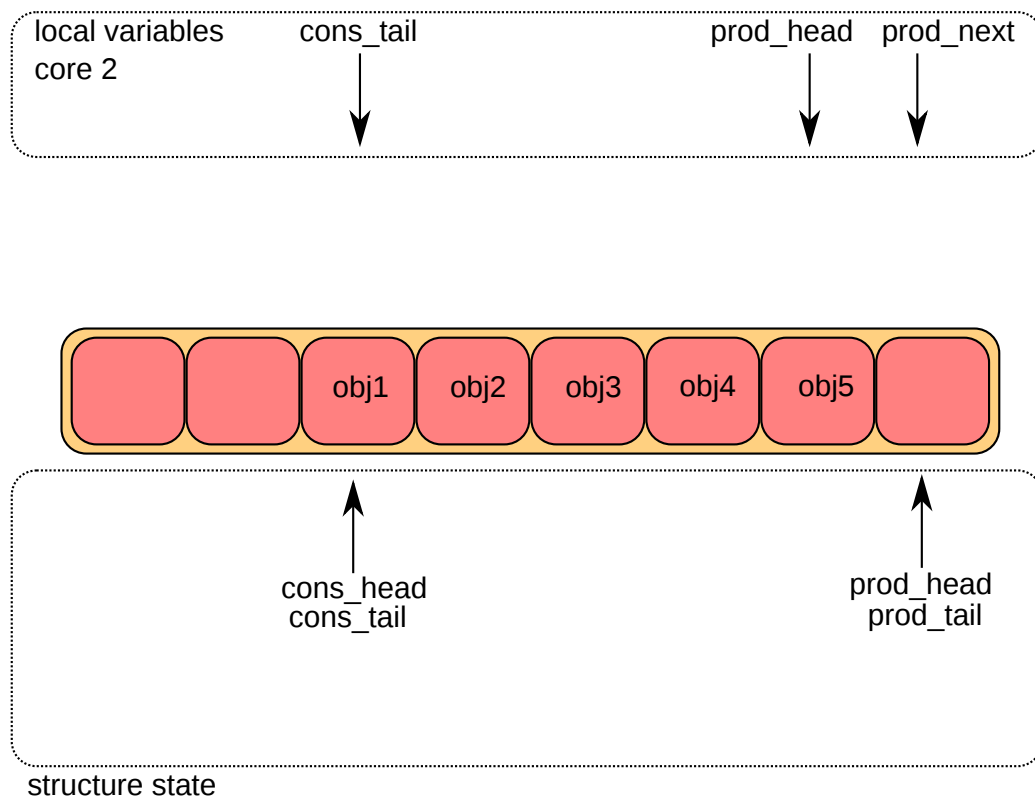 local variables
core 2
cons_tail
prod_head
prod_next
obj1
obj2
obj3
obj4
obj5
cons_head
cons_tail
prod_head
prod_tail
structure state